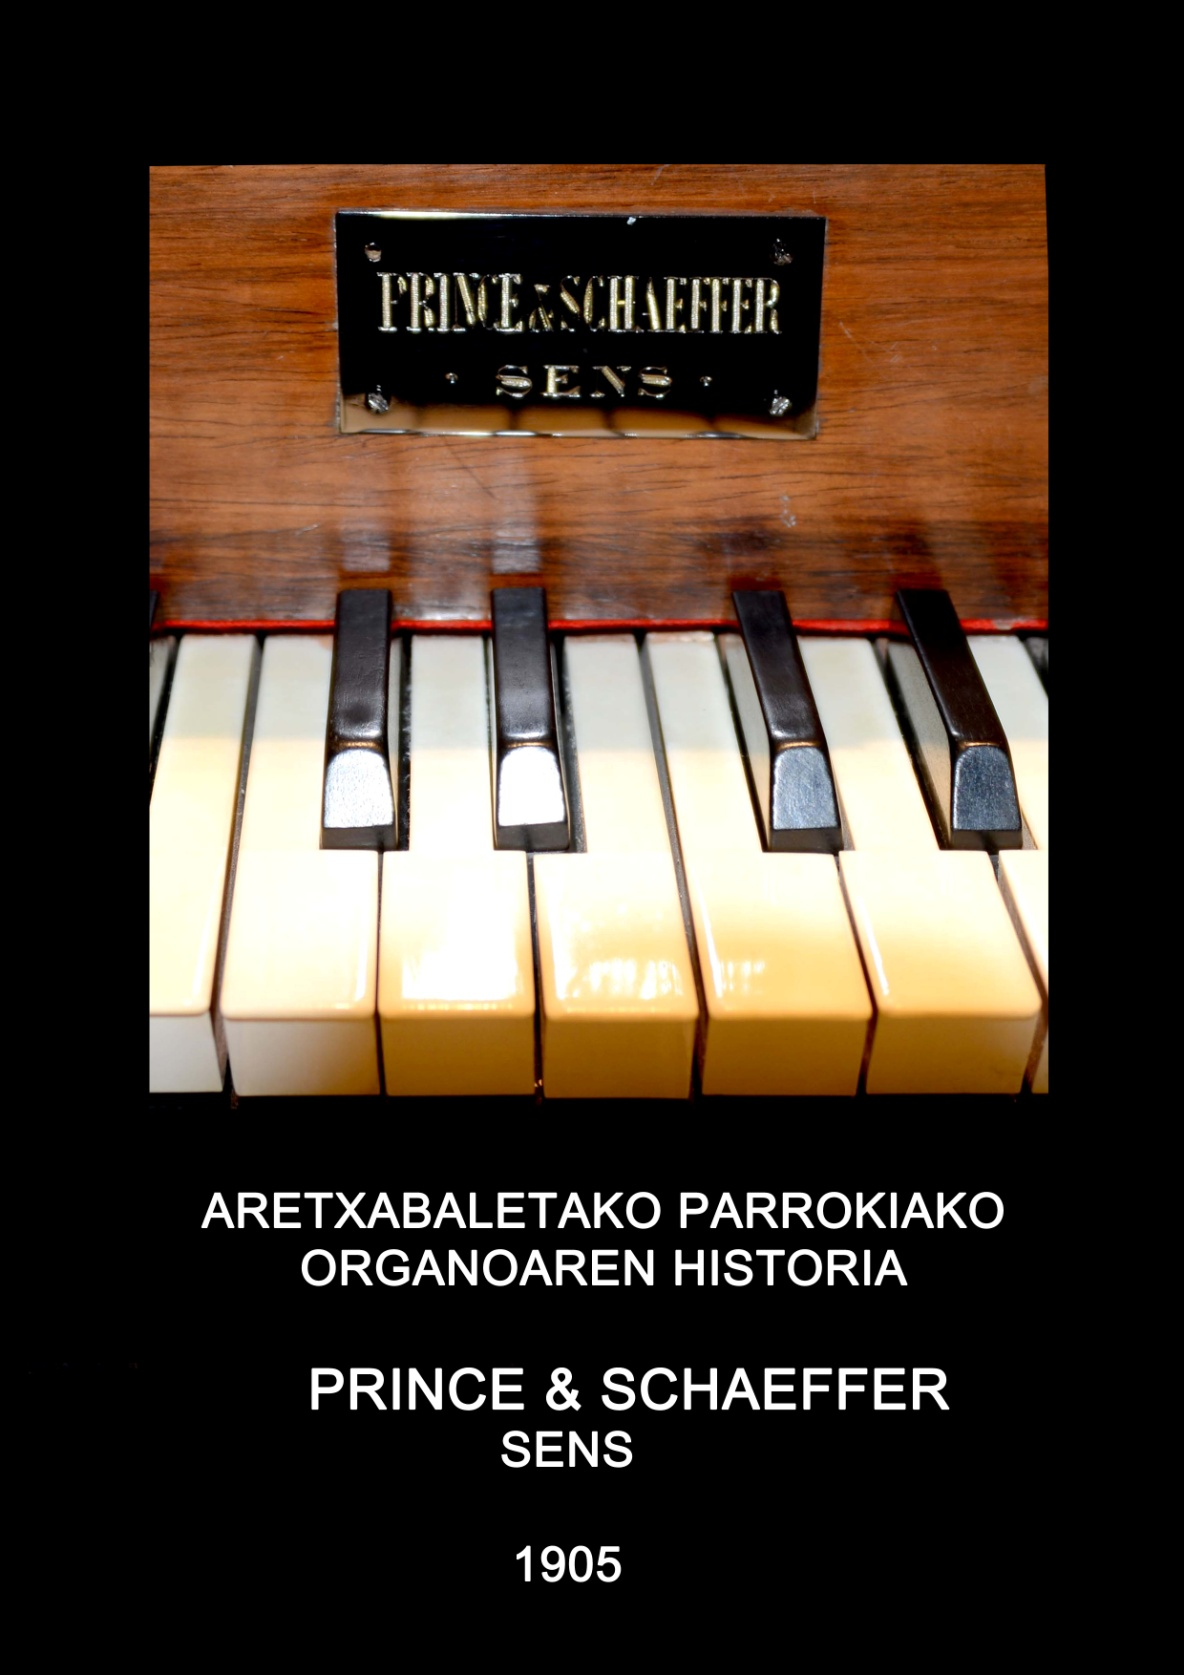 PRINCE & SCHAEFFER
· SENS ·
ARETXABALETAKO PARROKIAKO
ORGANOAREN HISTORIA
PRINCE & SCHAEFFER
SENS
1905